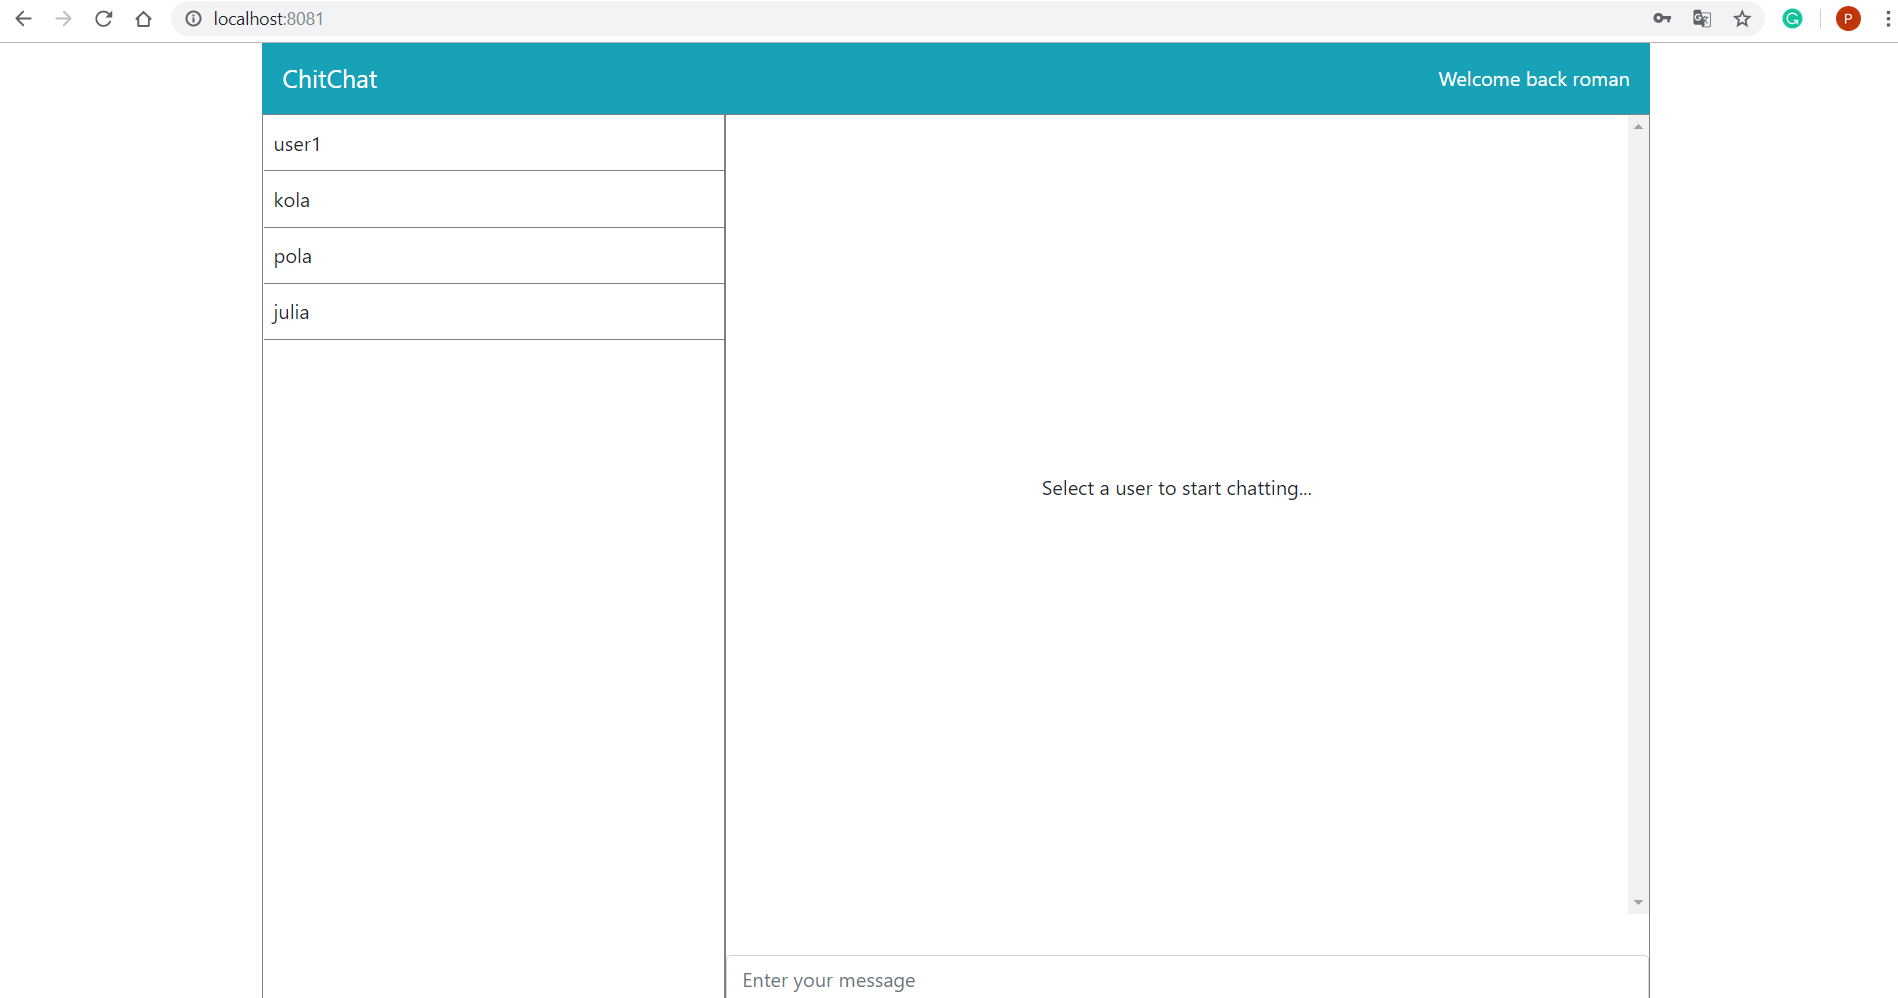 localhost:8081
P
ChitChat
Welcome back roman
user1
kola
pola
julia
Select a user to start chatting...
Enter your message